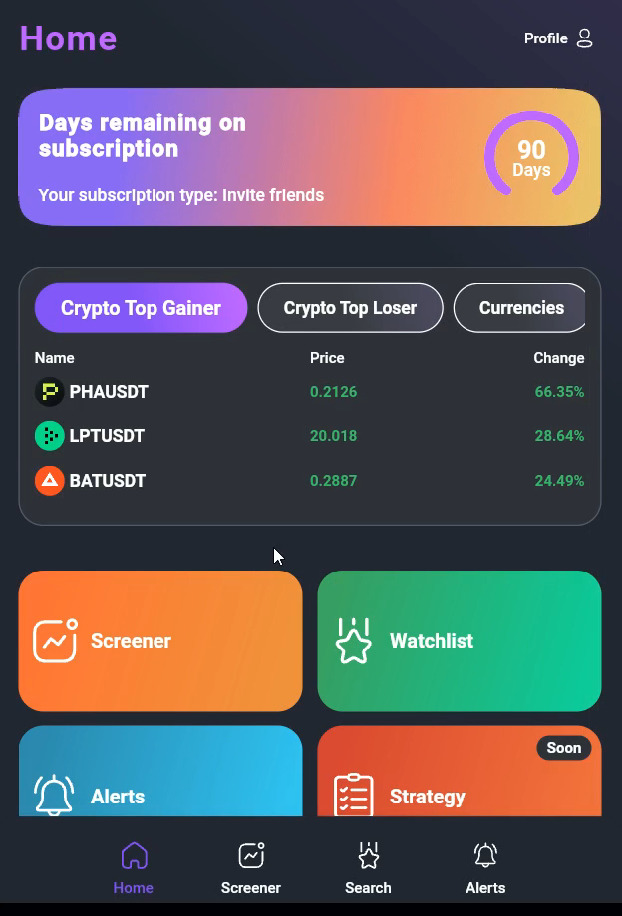 Home
Profile
Days remaining on
subscription
90
Days
Your subscription type: Invite friends
Crypto Top Gainer
Crypto Top Loser
Currencies
Name Price Change
PHAUSDT 0.2126 66.35%
LPTUSDT 20.018 28.64%
BATUSDT 0.2887 24.49%
Screener
Watchlist
Soon
Alerts
Strategy
Home
Screener
Search
Alerts